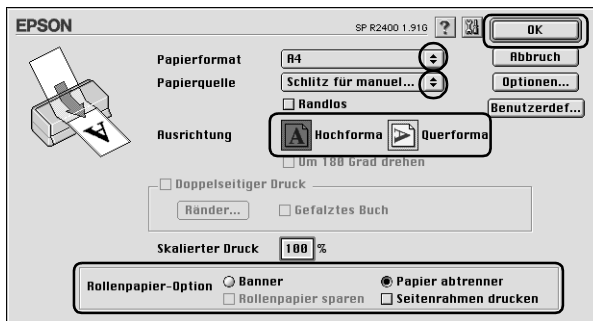 EPSON SP R2400 1.91G ? OK
Papierformat A4 Abbruch
Papierquelle Schlitz für manuel... Optionen...
Randlos Benutzerdef...
Ausrichtung A Hochforma A Querforma
Um 180 Grad drehen
Doppelseitiger Druck
Ränder... Gefalztes Buch
Skalierter Druck 100 %
Rollenpapier-Option Banner Papier abtrenner
Rollenpapier sparen Seitenrahmen drucken
A